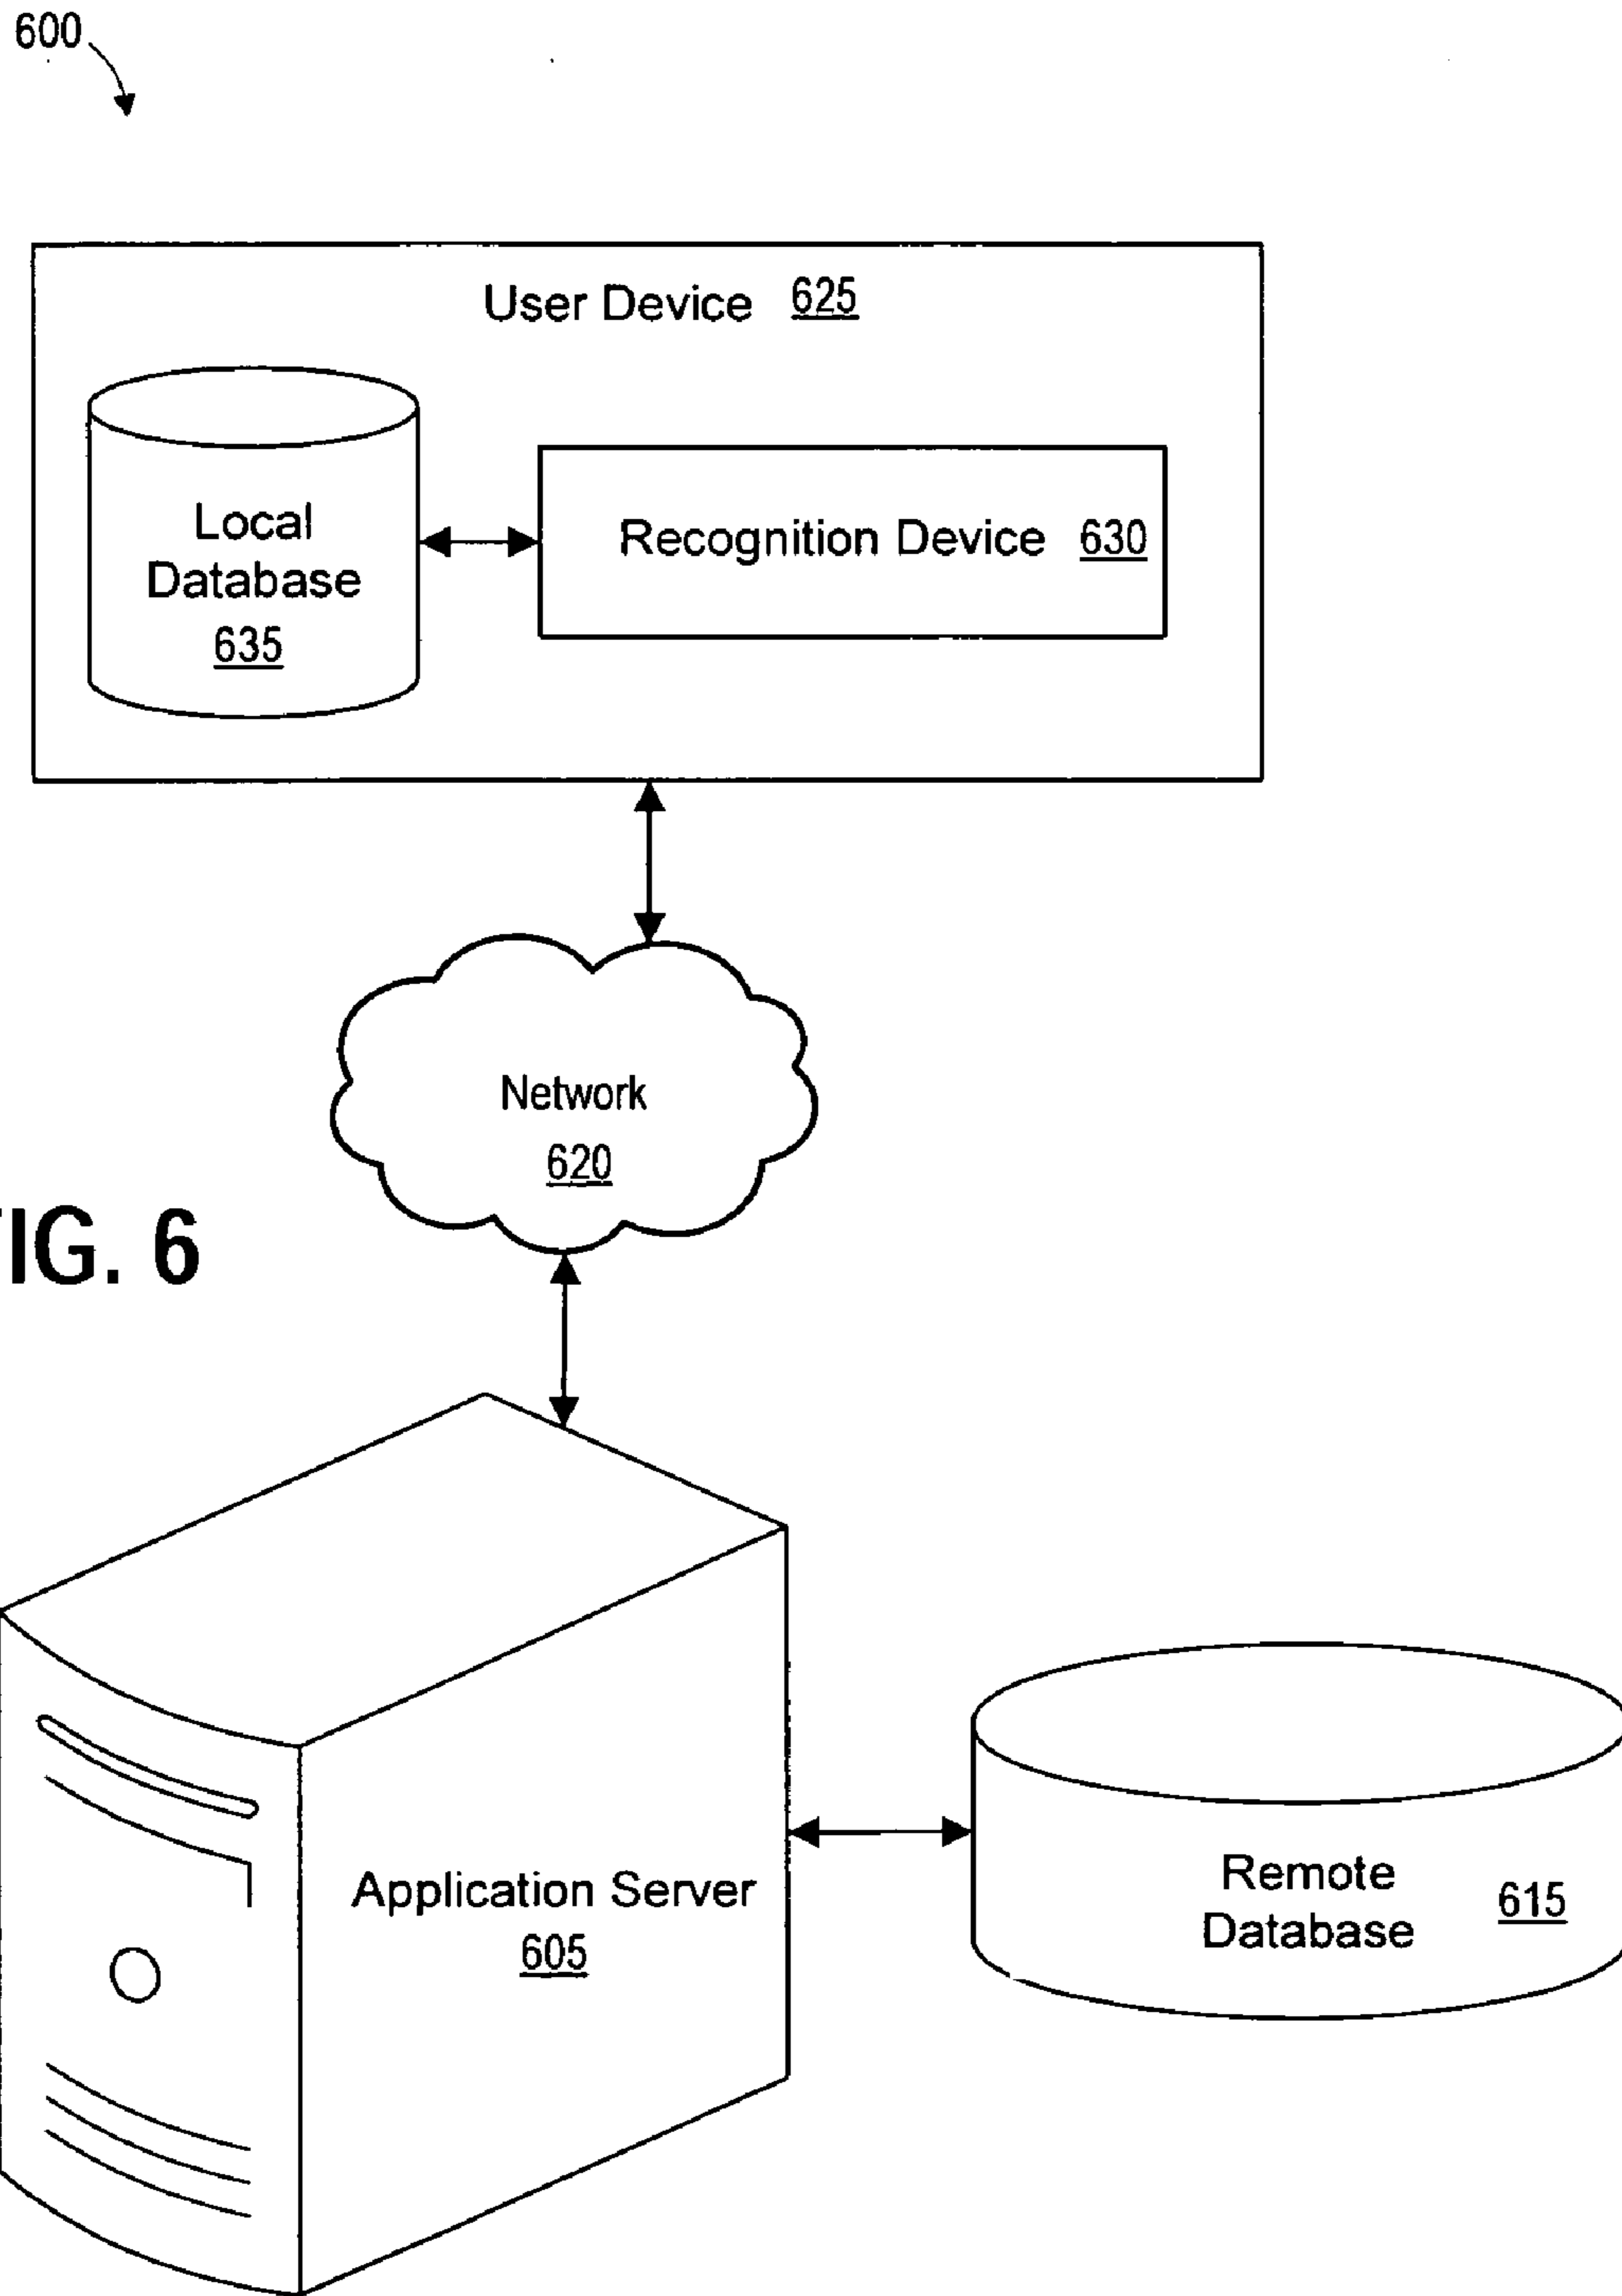 600
User Device 625
Local
Database
635
Recognition Device 630
Network
620
IG. 6
Application Server
605
Remote
Database
615